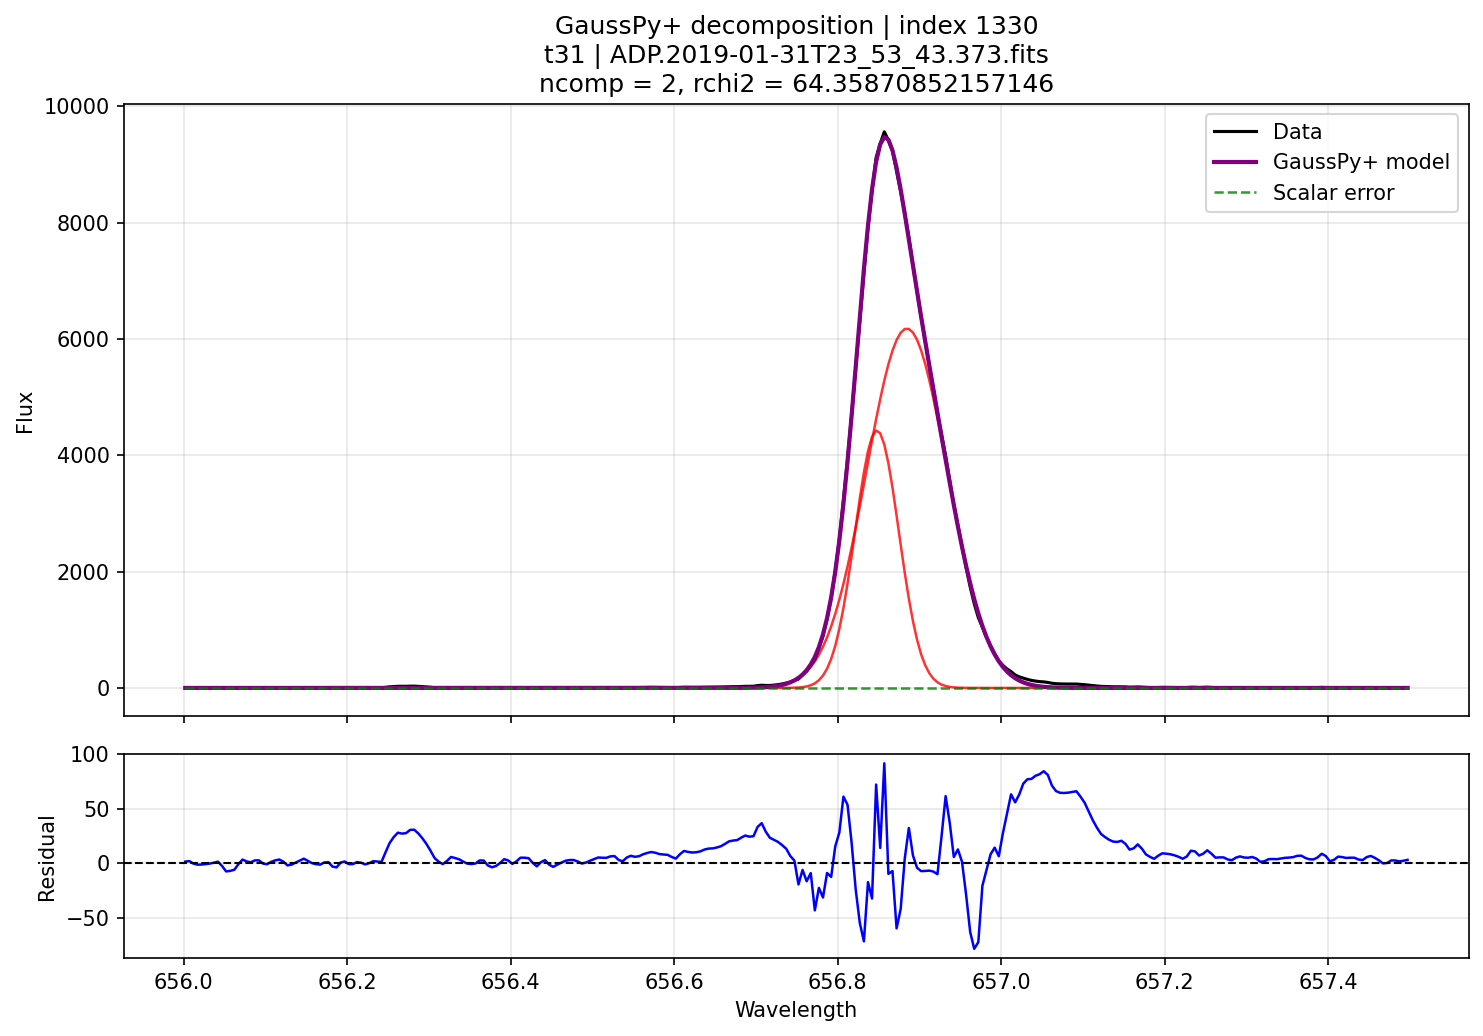 GaussPy+ decomposition | index 1330
t31 | ADP.2019-01-31T23_53_43.373.fits
ncomp = 2, rchi2 = 64.35870852157146
10000
8000
6000
4000
2000
0
Flux
Data
GaussPy+ model
Scalar error
100
50
0
−50
Residual
656.0 656.2 656.4 656.6 656.8 657.0 657.2 657.4
Wavelength